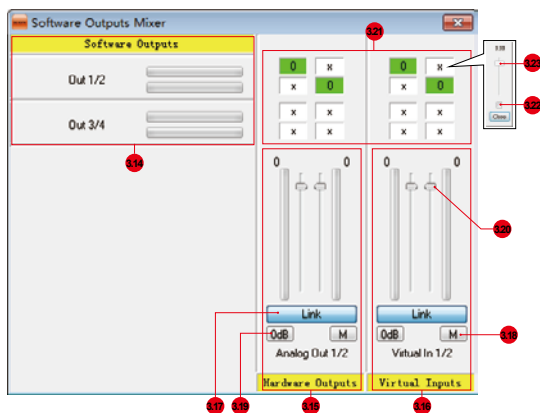 Software Outputs Mixer
Software Outputs
Out 1/2
Out 3/4
3.14
3.21
0 x
x 0
x x
x x
0 x
x 0
x x
x x
3.23
3.22
Close
0 0
0 0
3.20
Link
Link
0dB M
0dB M
3.18
Analog Out 1/2
Virtual In 1/2
Hardware Outputs
Virtual Inputs
3.17
3.19
3.15
3.16